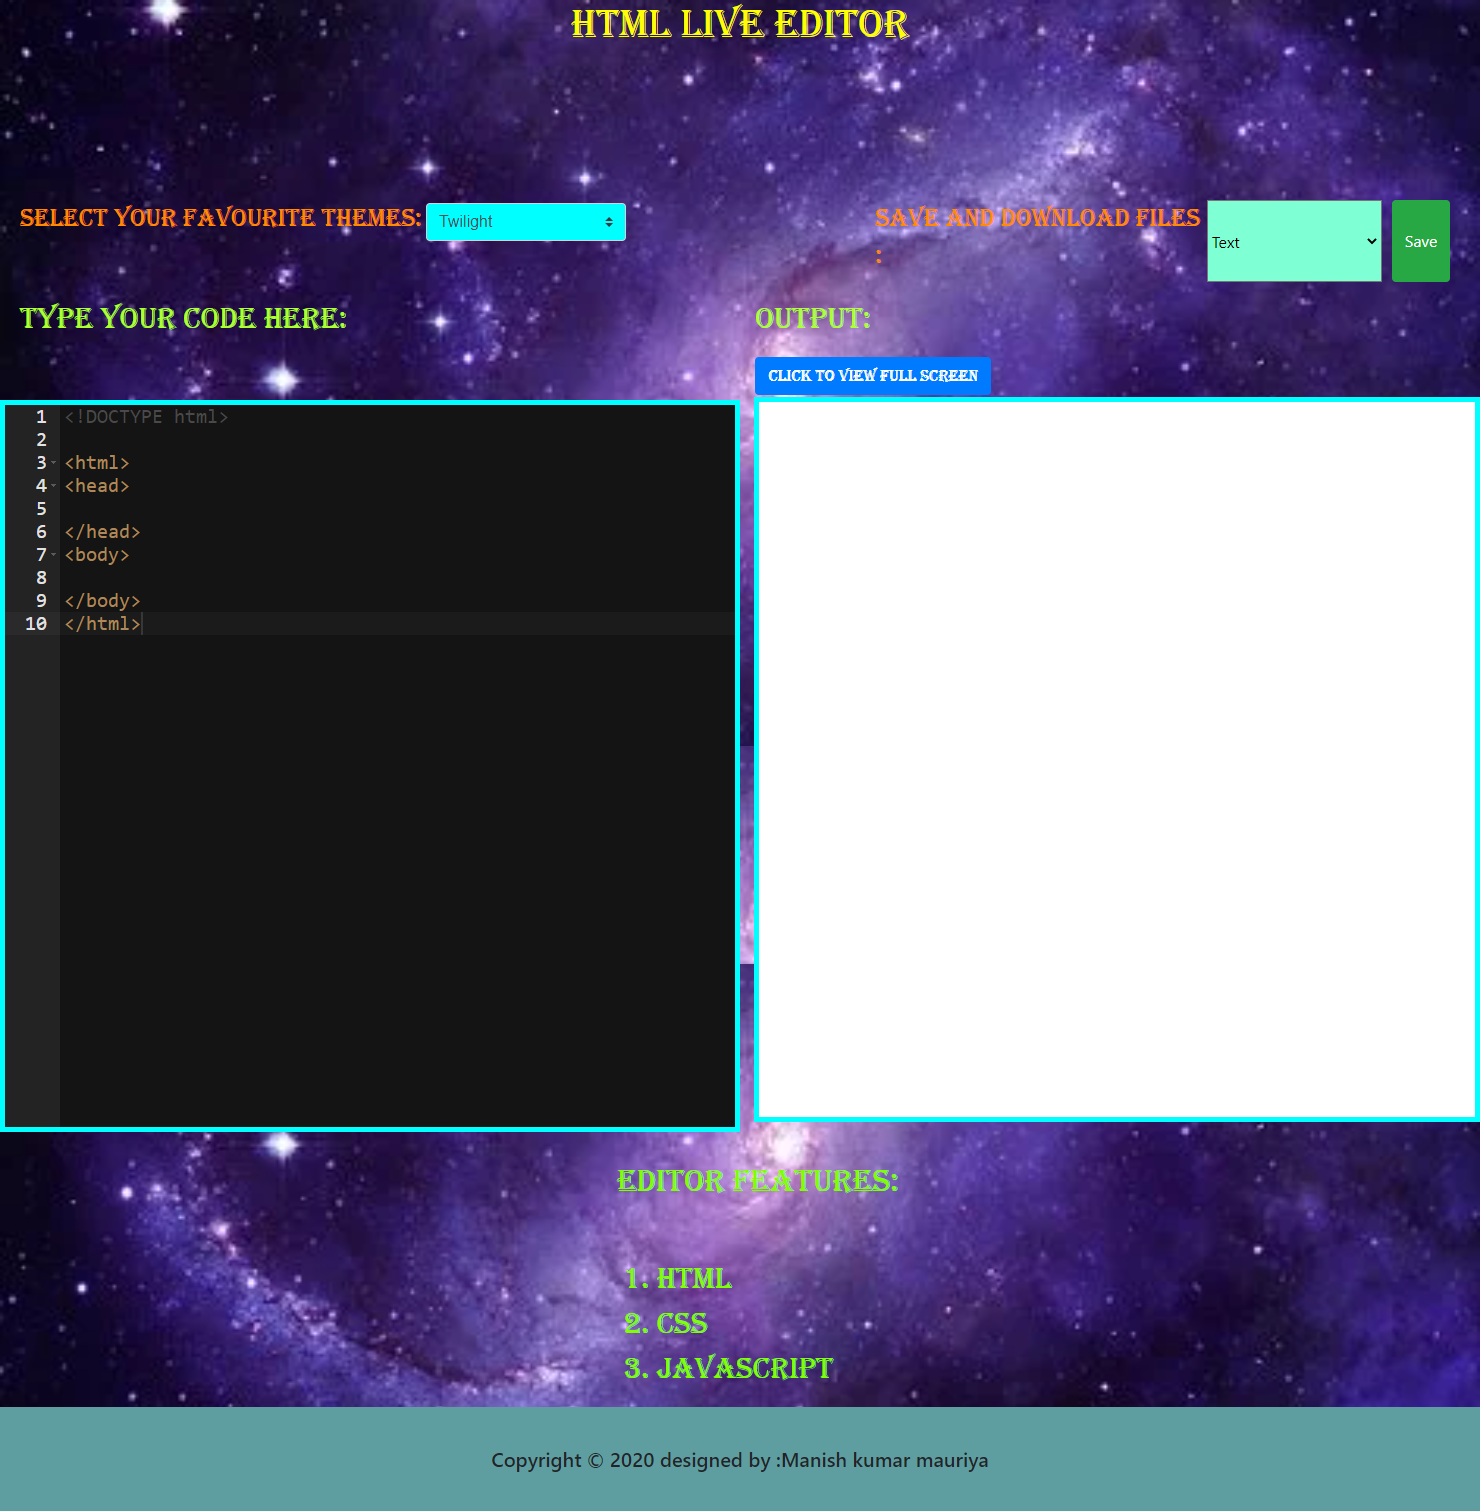 HTML LIVE EDITOR
SELECT YOUR FAVOURITE THEMES: Twilight
SAVE AND DOWNLOAD FILES
:
Text
Save
TYPE YOUR CODE HERE:
OUTPUT:
CLICK TO VIEW FULL SCREEN
1 <!DOCTYPE html>
2
3 <html>
4 <head>
5
6 </head>
7 <body>
8
9 </body>
10 </html>
EDITOR FEATURES:
1. HTML
2. CSS
3. JAVASCRIPT
Copyright © 2020 designed by :Manish kumar mauriya